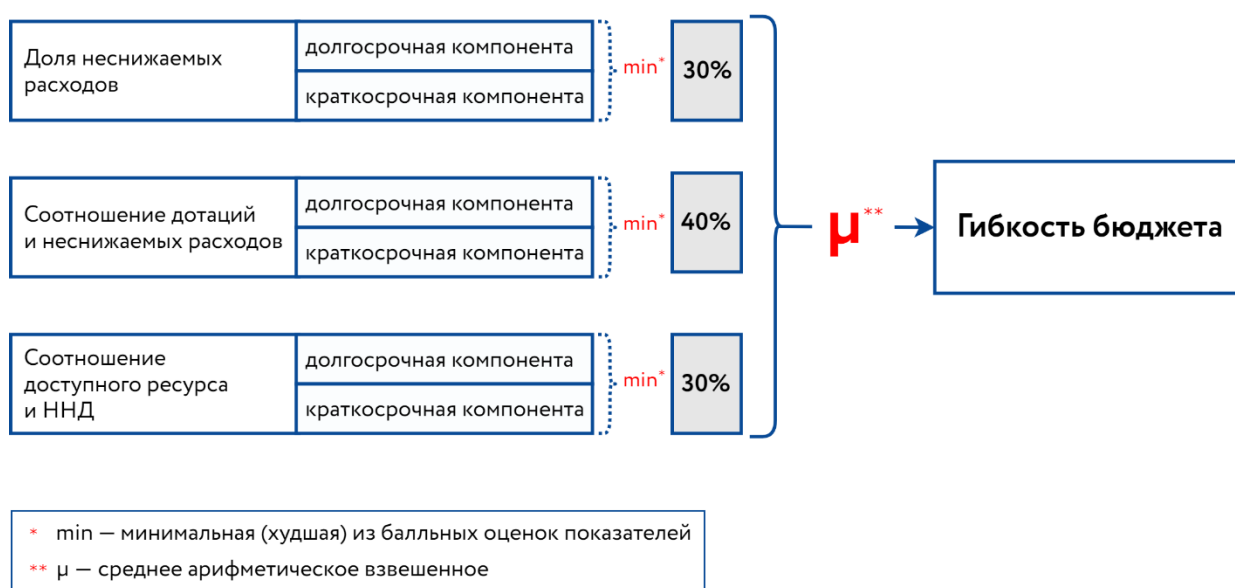 Доля неснижаемых
расходов
долгосрочная компонента
краткосрочная компонента
min*
30%
Соотношение дотаций
и неснижаемых расходов
долгосрочная компонента
краткосрочная компонента
min*
40%
μ**
Гибкость бюджета
Соотношение
доступного ресурса
и ННД
долгосрочная компонента
краткосрочная компонента
min*
30%
* min — минимальная (худшая) из балльных оценок показателей
** μ — среднее арифметическое взвешенное